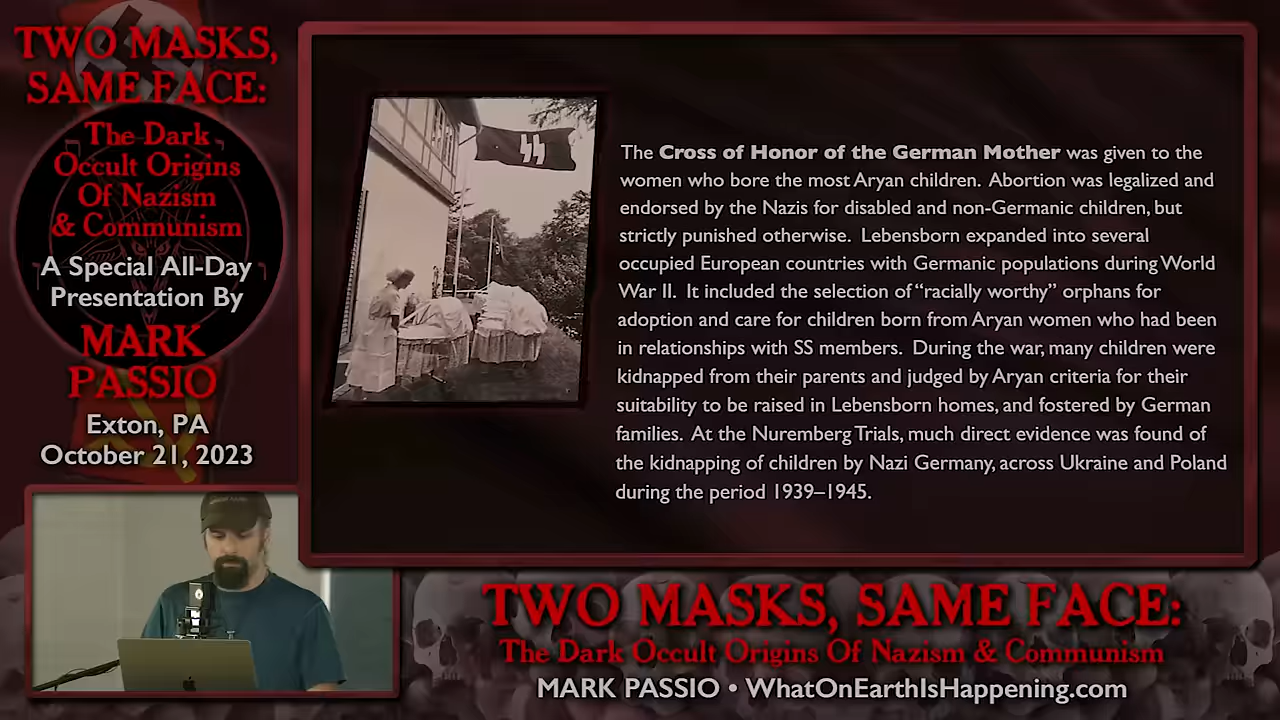 TWO MASKS,
SAME FACE:
The Dark
Occult Origins
Of Nazism
& Communism
A Special All-Day
Presentation By
MARK
PASSIO
Exton, PA
October 21, 2023
The Cross of Honor of the German Mother was given to the
women who bore the most Aryan children. Abortion was legalized and
endorsed by the Nazis for disabled and non-Germanic children, but
strictly punished otherwise. Lebensborn expanded into several
occupied European countries with Germanic populations during World
War II. It included the selection of “racially worthy” orphans for
adoption and care for children born from Aryan women who had been
in relationships with SS members. During the war, many children were
kidnapped from their parents and judged by Aryan criteria for their
suitability to be raised in Lebensborn homes, and fostered by German
families. At the Nuremberg Trials, much direct evidence was found of
the kidnapping of children by Nazi Germany, across Ukraine and Poland
during the period 1939–1945.
TWO MASKS, SAME FACE:
The Dark Occult Origins Of Nazism & Communism
MARK PASSIO • WhatOnEarthIsHappening.com